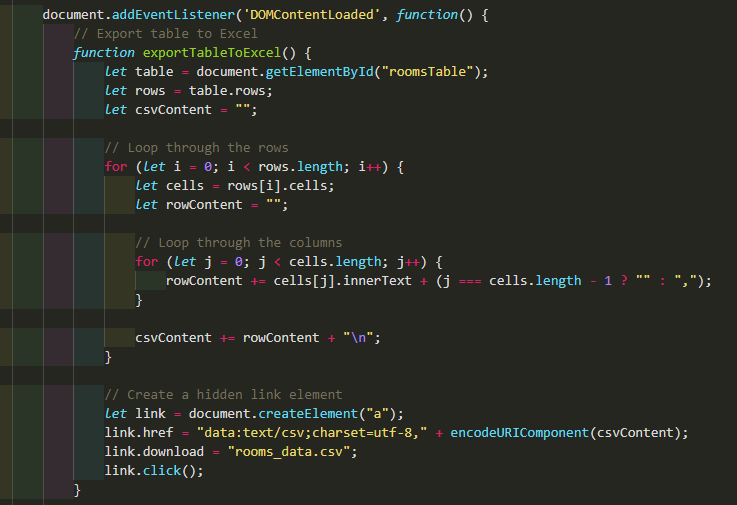 document.addEventListener('DOMContentLoaded', function() {
    // Export table to Excel
    function exportTableToExcel() {
        let table = document.getElementById("roomsTable");
        let rows = table.rows;
        let csvContent = "";

        // Loop through the rows
        for (let i = 0; i < rows.length; i++) {
            let cells = rows[i].cells;
            let rowContent = "";

            // Loop through the columns
            for (let j = 0; j < cells.length; j++) {
                rowContent += cells[j].innerText + (j === cells.length - 1 ? "" : ",");
            }

            csvContent += rowContent + "\n";
        }

        // Create a hidden link element
        let link = document.createElement("a");
        link.href = "data:text/csv;charset=utf-8," + encodeURIComponent(csvContent);
        link.download = "rooms_data.csv";
        link.click();
    }